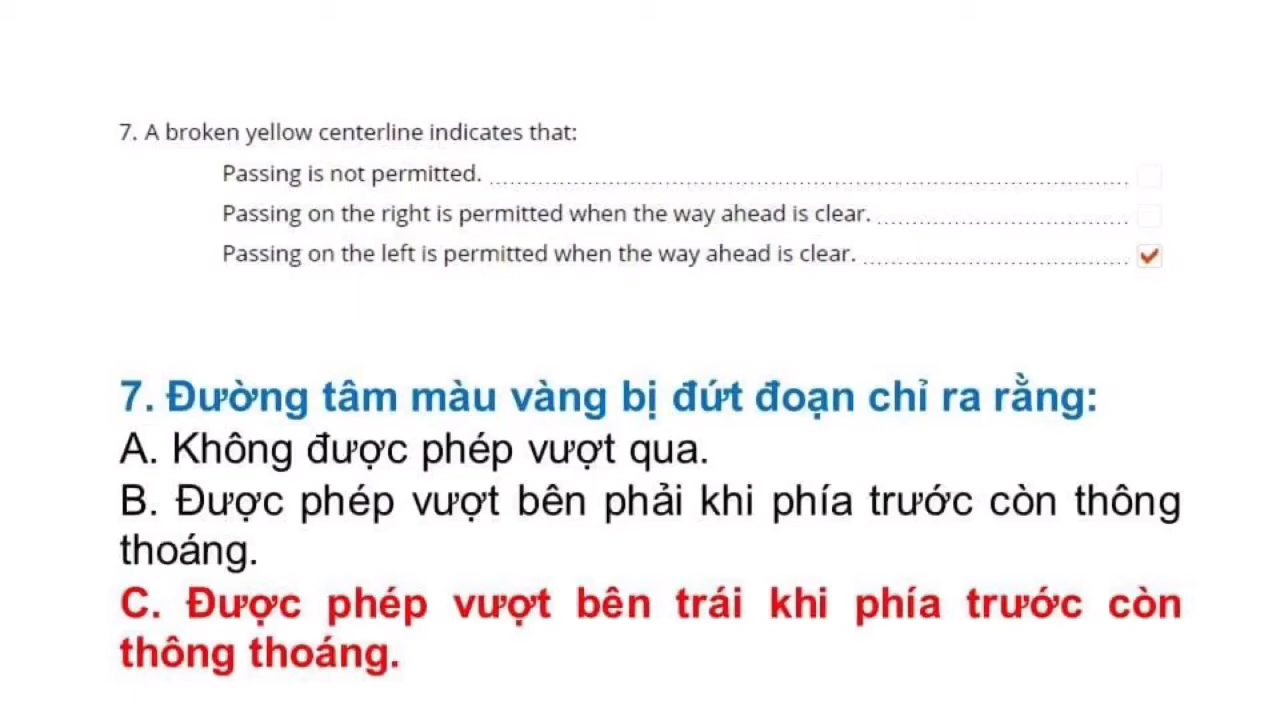 7. A broken yellow centerline indicates that:
Passing is not permitted. ........................................................................................................
Passing on the right is permitted when the way ahead is clear. .........................................
Passing on the left is permitted when the way ahead is clear. ...........................................
7. Đường tâm màu vàng bị đứt đoạn chỉ ra rằng:
A. Không được phép vượt qua.
B. Được phép vượt bên phải khi phía trước còn thông
thoáng.
C. Được phép vượt bên trái khi phía trước còn
thông thoáng.